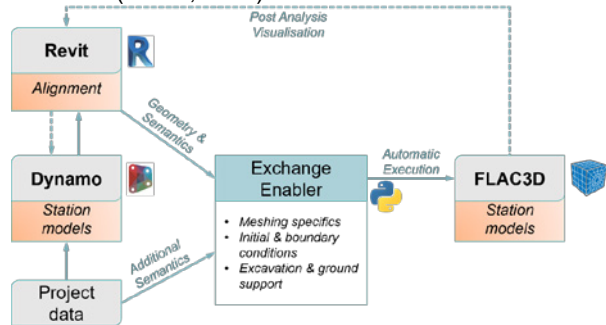 Post Analysis
Visualisation
Revit
R
Alignment
Geometry &
Semantics
Dynamo
Station
models
Exchange
Enabler
• Meshing specifics
• Initial & boundary
conditions
• Excavation & ground
support
Automatic
Execution
FLAC3D
Station
models
Additional
Semantics
Project
data